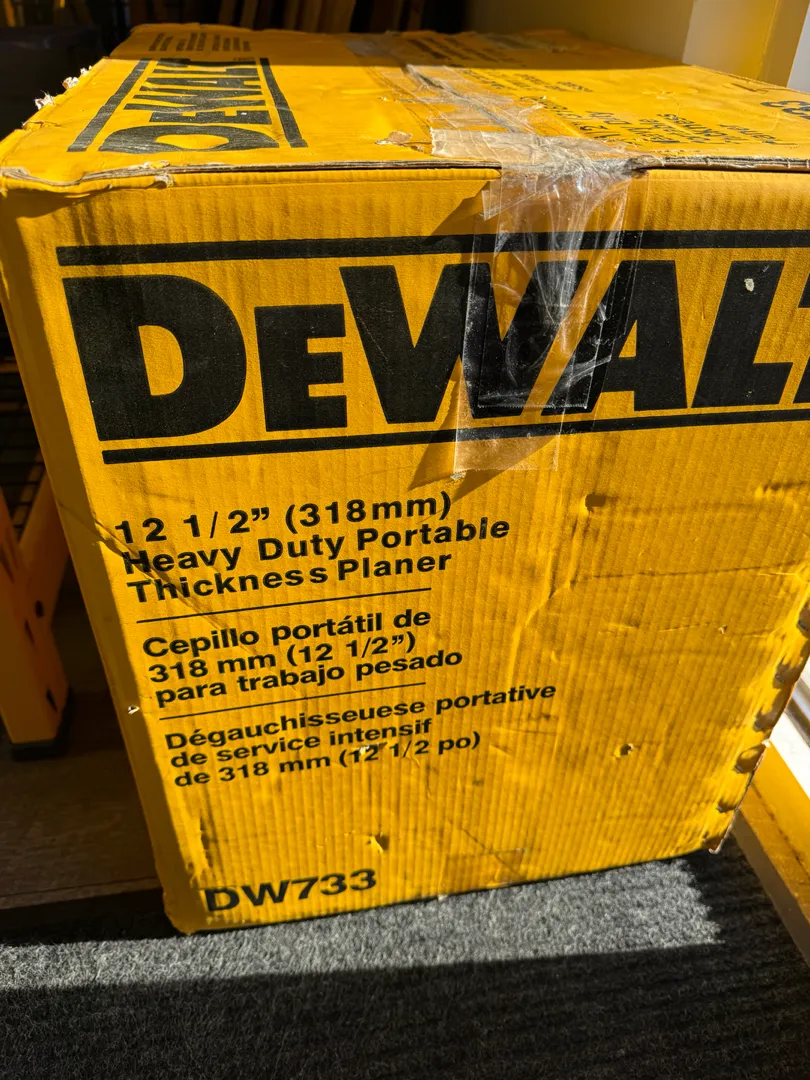 DEWALT
DEWALT
12 1/2” (318mm)
Heavy Duty Portable
Thickness Planer
Cepillo portátil de
318 mm (12 1/2”)
para trabajo pesado
Dégauchisseuese portative
de service intensif
de 318 mm (12 1/2 po)
DW733